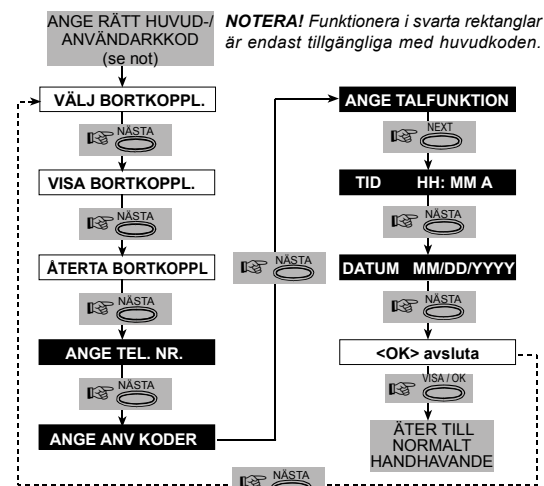 ANGE RÄTT HUVUD-/
ANVÄNDARKKOD
(se not)
NOTERA! Funktionera i svarta rektanglar
är endast tillgängliga med huvudkoden.
VÄLJ BORTKOPPL.
NÄSTA
VISA BORTKOPPL.
NÄSTA
ÅTERTA BORTKOPPL
NÄSTA
ANGE TEL. NR.
NÄSTA
ANGE ANV KODER
NÄSTA
ANGE TALFUNKTION
NEXT
TID HH: MM A
NÄSTA
DATUM MM/DD/YYYY
NÄSTA
<OK> avsluta
VISA / OK
ÄTER TILL
NORMALT
HANDHAVANDE
NÄSTA